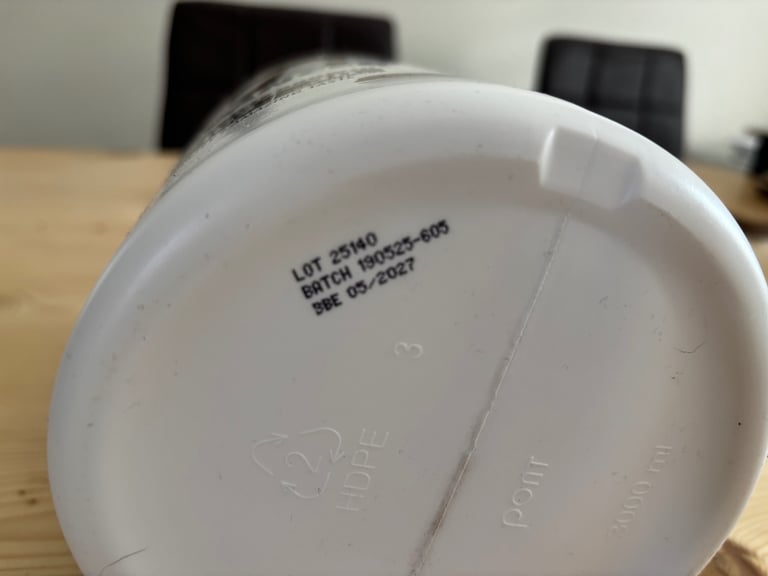 LOT 25140
BATCH 190525-605
BBE 05/2027
3
2
HDPE
pont
3000 ml